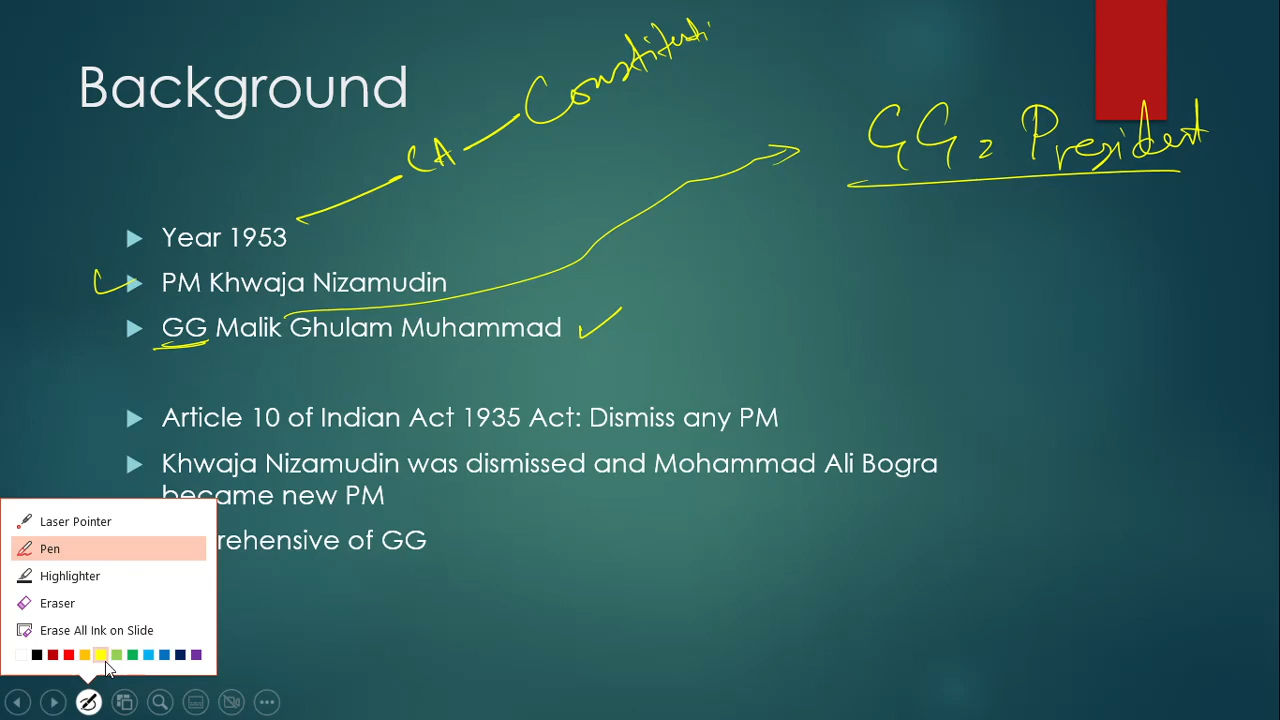 Background
Constituti
CA
GG = President
Year 1953
PM Khwaja Nizamudin
GG Malik Ghulam Muhammad
Article 10 of Indian Act 1935 Act: Dismiss any PM
Khwaja Nizamudin was dismissed and Mohammad Ali Bogra
became new PM
rehensive of GG
Laser Pointer
Pen
Highlighter
Eraser
Erase All Ink on Slide